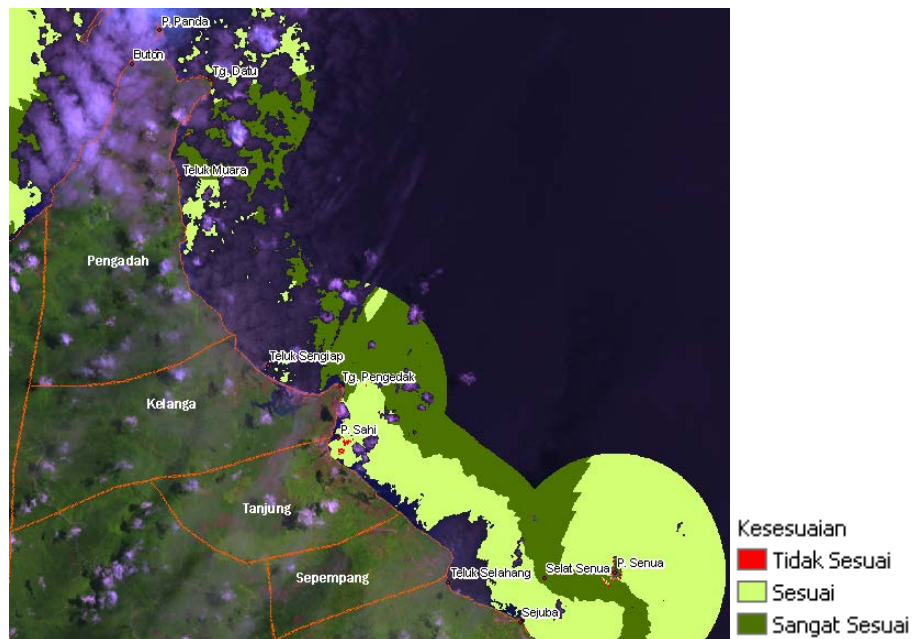 P. Panda
Buton
Tg. Datu
Teluk Muara
Pengadah
Teluk Sengiap
Tg. Pengedak
Kelanga
P. Sahi
Tanjung
Sepempang
Teluk Selahang
Selat Senua
P. Senua
Sejuba
Kesesuaian
Tidak Sesuai
Sesuai
Sangat Sesuai